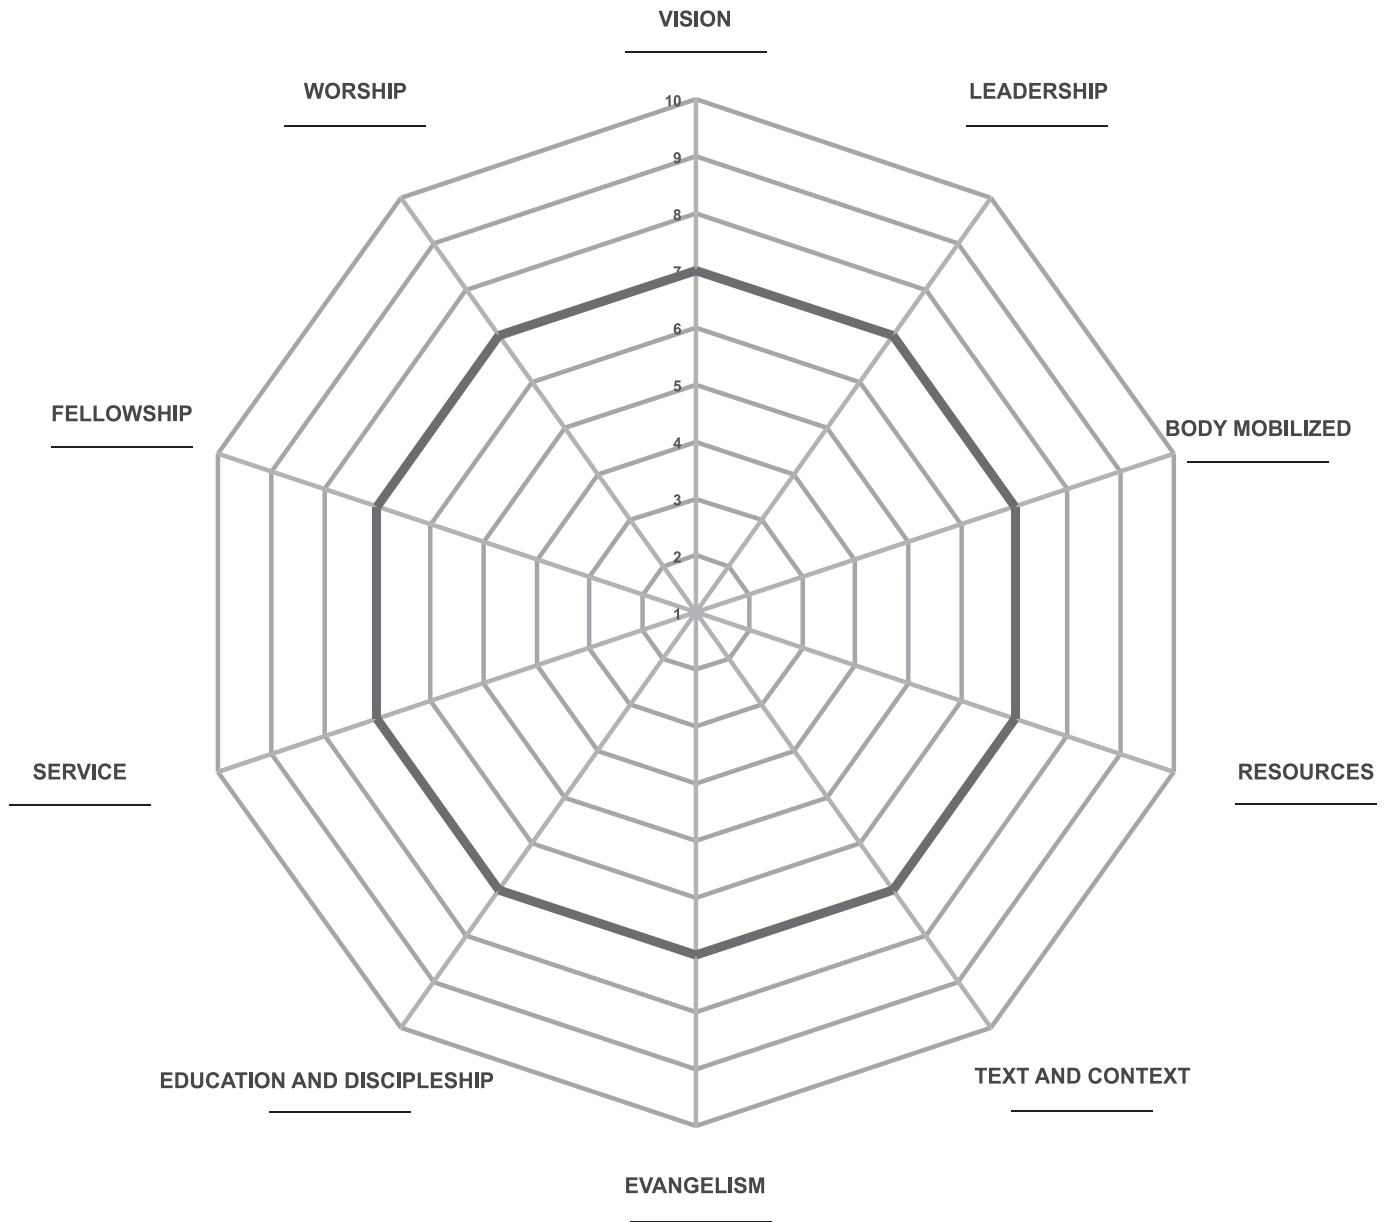 VISION
WORSHIP
LEADERSHIP
10
9
8
7
6
5
4
3
2
1
FELLOWSHIP
BODY MOBILIZED
SERVICE
RESOURCES
EDUCATION AND DISCIPLESHIP
TEXT AND CONTEXT
EVANGELISM